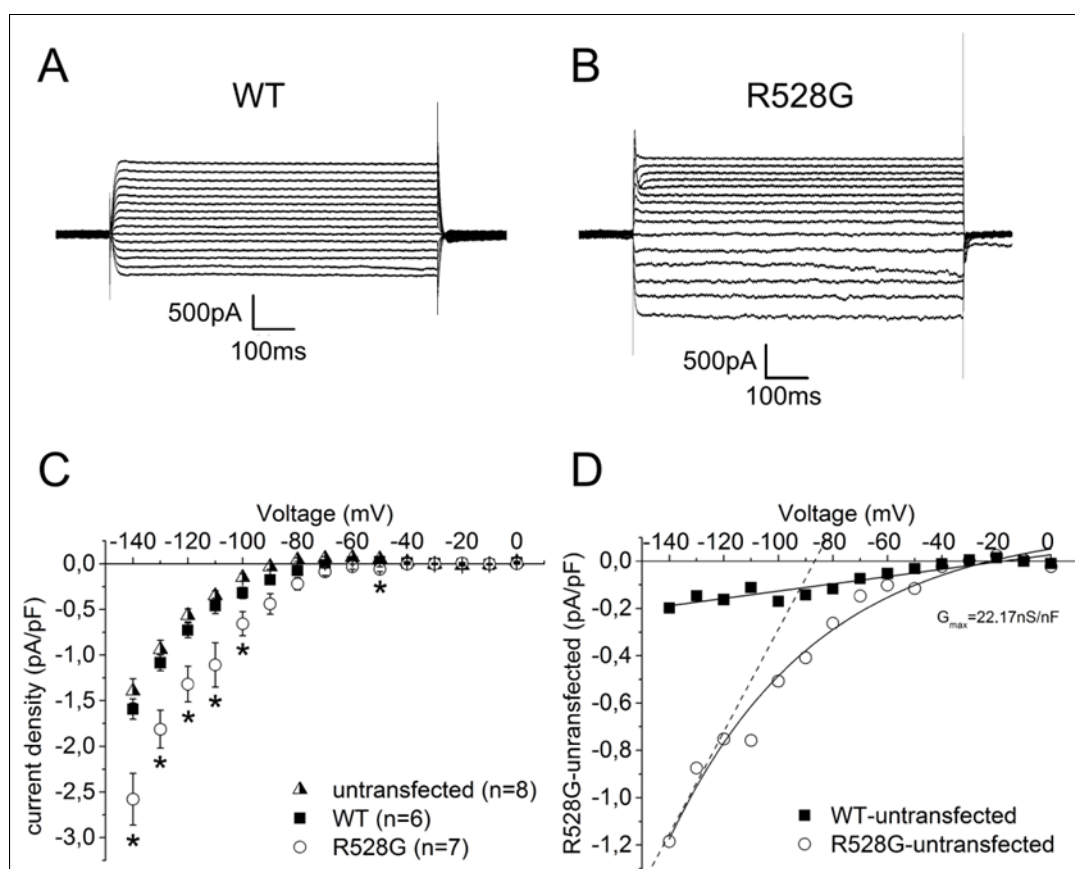 A
WT
500pA
100ms
B
R528G
500pA
100ms
C
Voltage (mV)
-140 -120 -100 -80 -60 -40 -20 0
0,0
-0,5
-1,0
-1,5
-2,0
-2,5
-3,0
current density (pA/pF)
* * * * * *
untransfected (n=8)
WT (n=6)
R528G (n=7)
D
Voltage (mV)
-140 -120 -100 -80 -60 -40 -20 0
0,0
-0,2
-0,4
-0,6
-0,8
-1,0
-1,2
R528G-untransfected (pA/pF)
Gmax=22.17nS/nF
WT-untransfected
R528G-untransfected